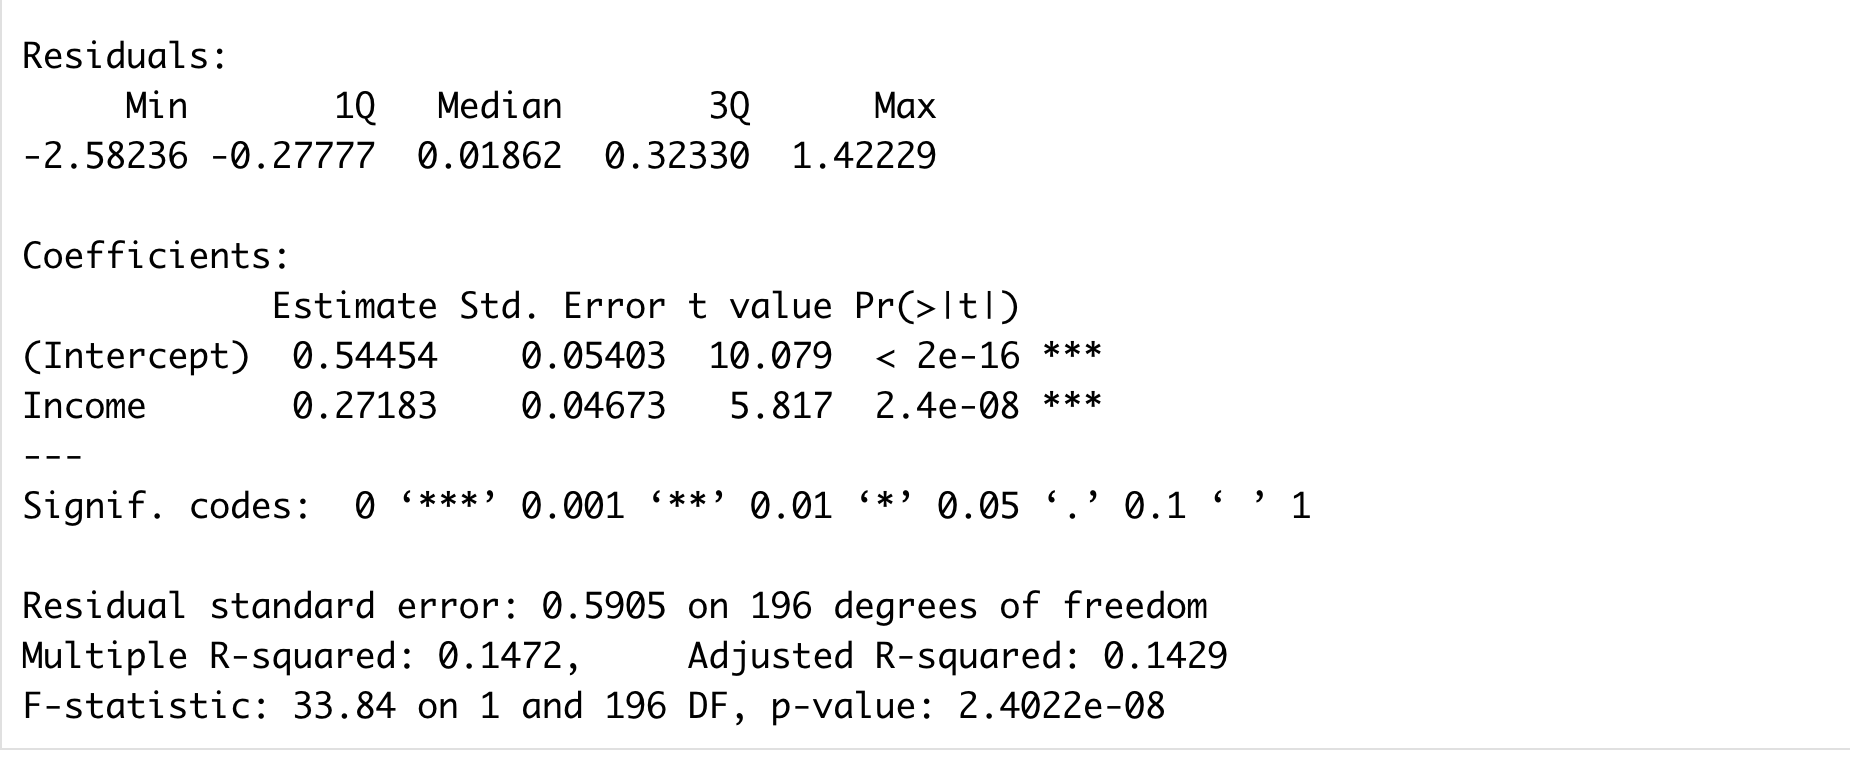 Residuals:
     Min       1Q   Median       3Q      Max
-2.58236 -0.27777  0.01862  0.32330  1.42229
Coefficients:
            Estimate Std. Error t value Pr(>|t|)
(Intercept)  0.54454    0.05403  10.079  < 2e-16 ***
Income       0.27183    0.04673   5.817  2.4e-08 ***
---
Signif. codes:  0 ‘***’ 0.001 ‘**’ 0.01 ‘*’ 0.05 ‘.’ 0.1 ‘ ’ 1
Residual standard error: 0.5905 on 196 degrees of freedom
Multiple R-squared: 0.1472,     Adjusted R-squared: 0.1429
F-statistic: 33.84 on 1 and 196 DF, p-value: 2.4022e-08